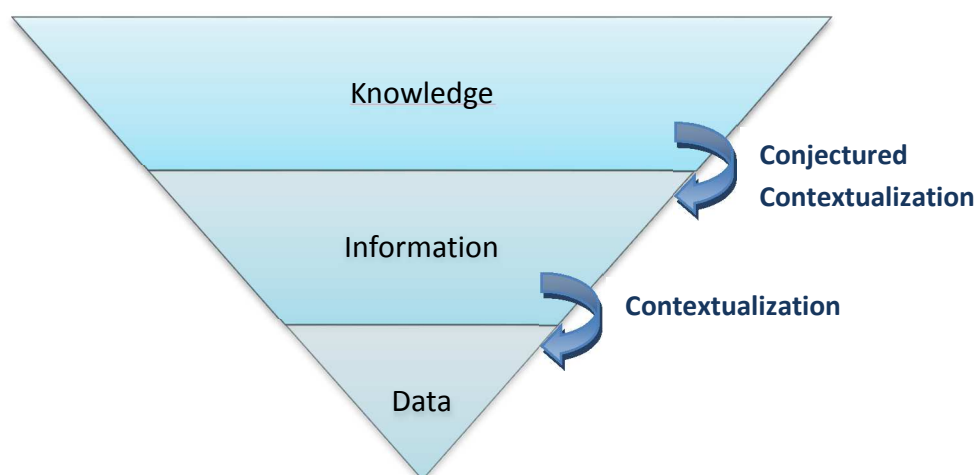 Knowledge
Conjectured
Contextualization
Information
Contextualization
Data